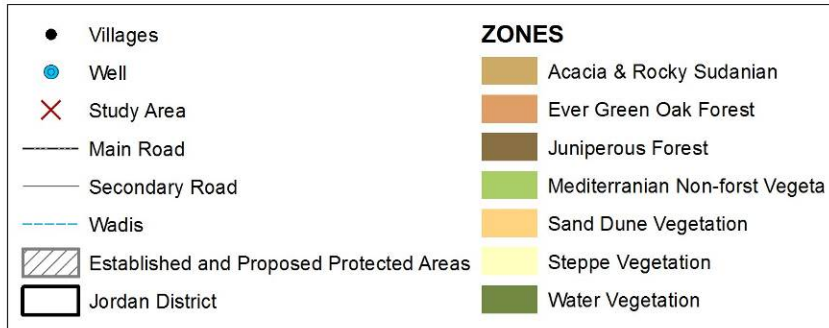 Villages
Well
Study Area
Main Road
Secondary Road
Wadis
Established and Proposed Protected Areas
Jordan District
ZONES
Acacia & Rocky Sudanian
Ever Green Oak Forest
Juniperous Forest
Mediterranian Non-forst Vegeta
Sand Dune Vegetation
Steppe Vegetation
Water Vegetation